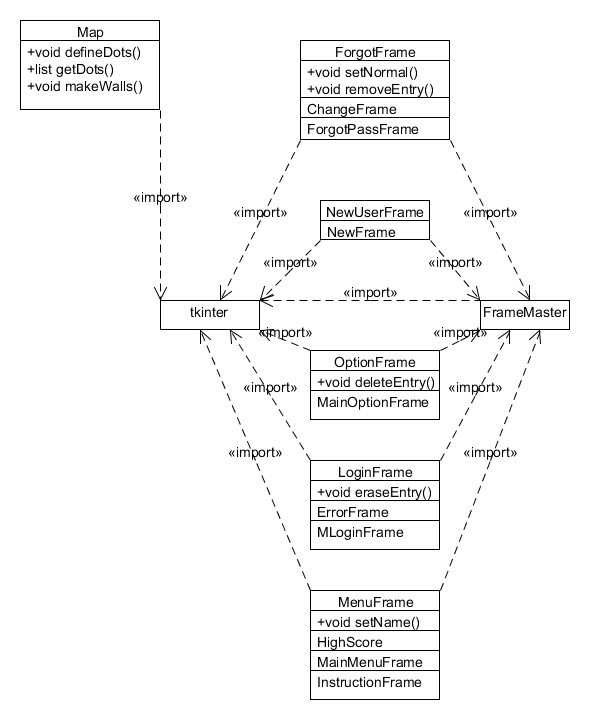 Map
+void defineDots()
+list getDots()
+void makeWalls()
ForgotFrame
+void setNormal()
+void removeEntry()
ChangeFrame
ForgotPassFrame
«import»
«import»
«import»
NewUserFrame
NewFrame
«import»
«import»
«import»
tkinter
FrameMaster
«import»
«import»
OptionFrame
+void deleteEntry()
MainOptionFrame
«import»
«import»
«import»
«import»
LoginFrame
+void eraseEntry()
ErrorFrame
MLoginFrame
MenuFrame
+void setName()
HighScore
MainMenuFrame
InstructionFrame